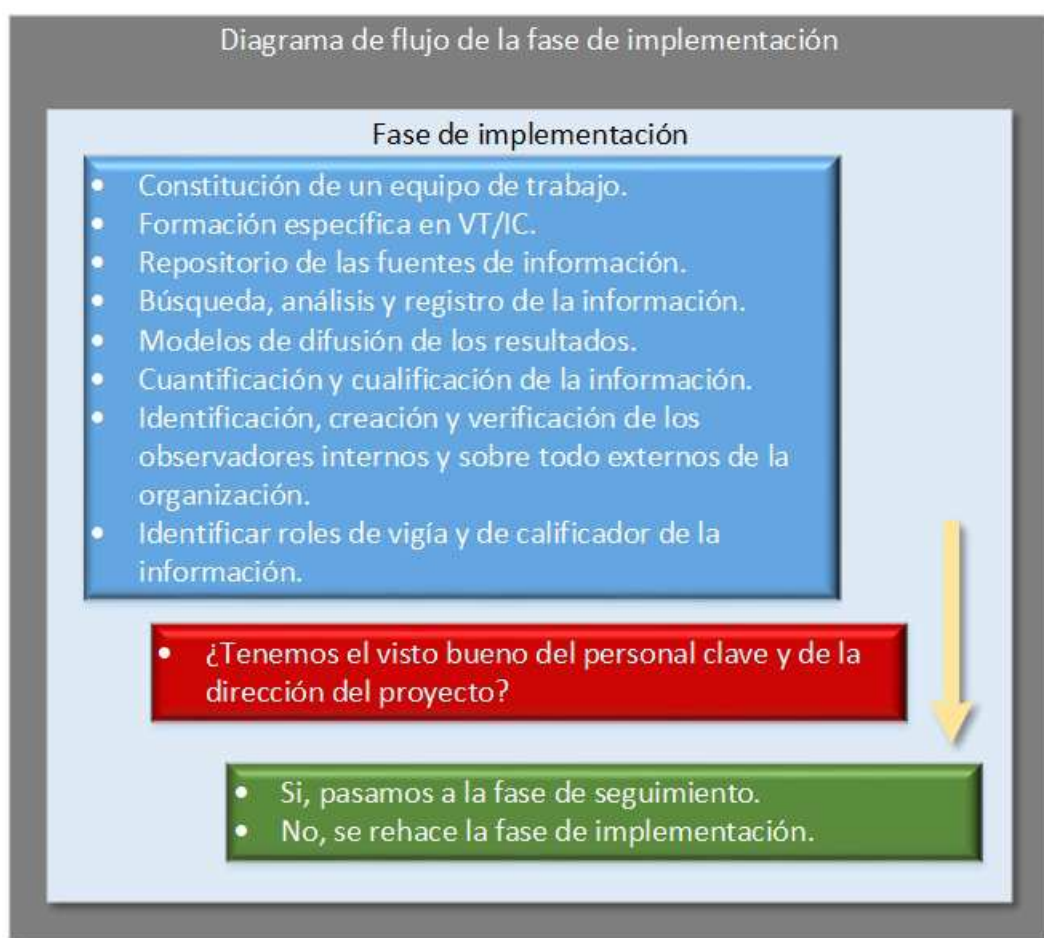 Diagrama de flujo de la fase de implementación
Fase de implementación
• Constitución de un equipo de trabajo.
• Formación específica en VT/IC.
• Repositorio de las fuentes de información.
• Búsqueda, análisis y registro de la información.
• Modelos de difusión de los resultados.
• Cuantificación y cualificación de la información.
• Identificación, creación y verificación de los
observadores internos y sobre todo externos de la
organización.
• Identificar roles de vigía y de calificador de la
información.
• ¿Tenemos el visto bueno del personal clave y de la
dirección del proyecto?
• Si, pasamos a la fase de seguimiento.
• No, se rehace la fase de implementación.